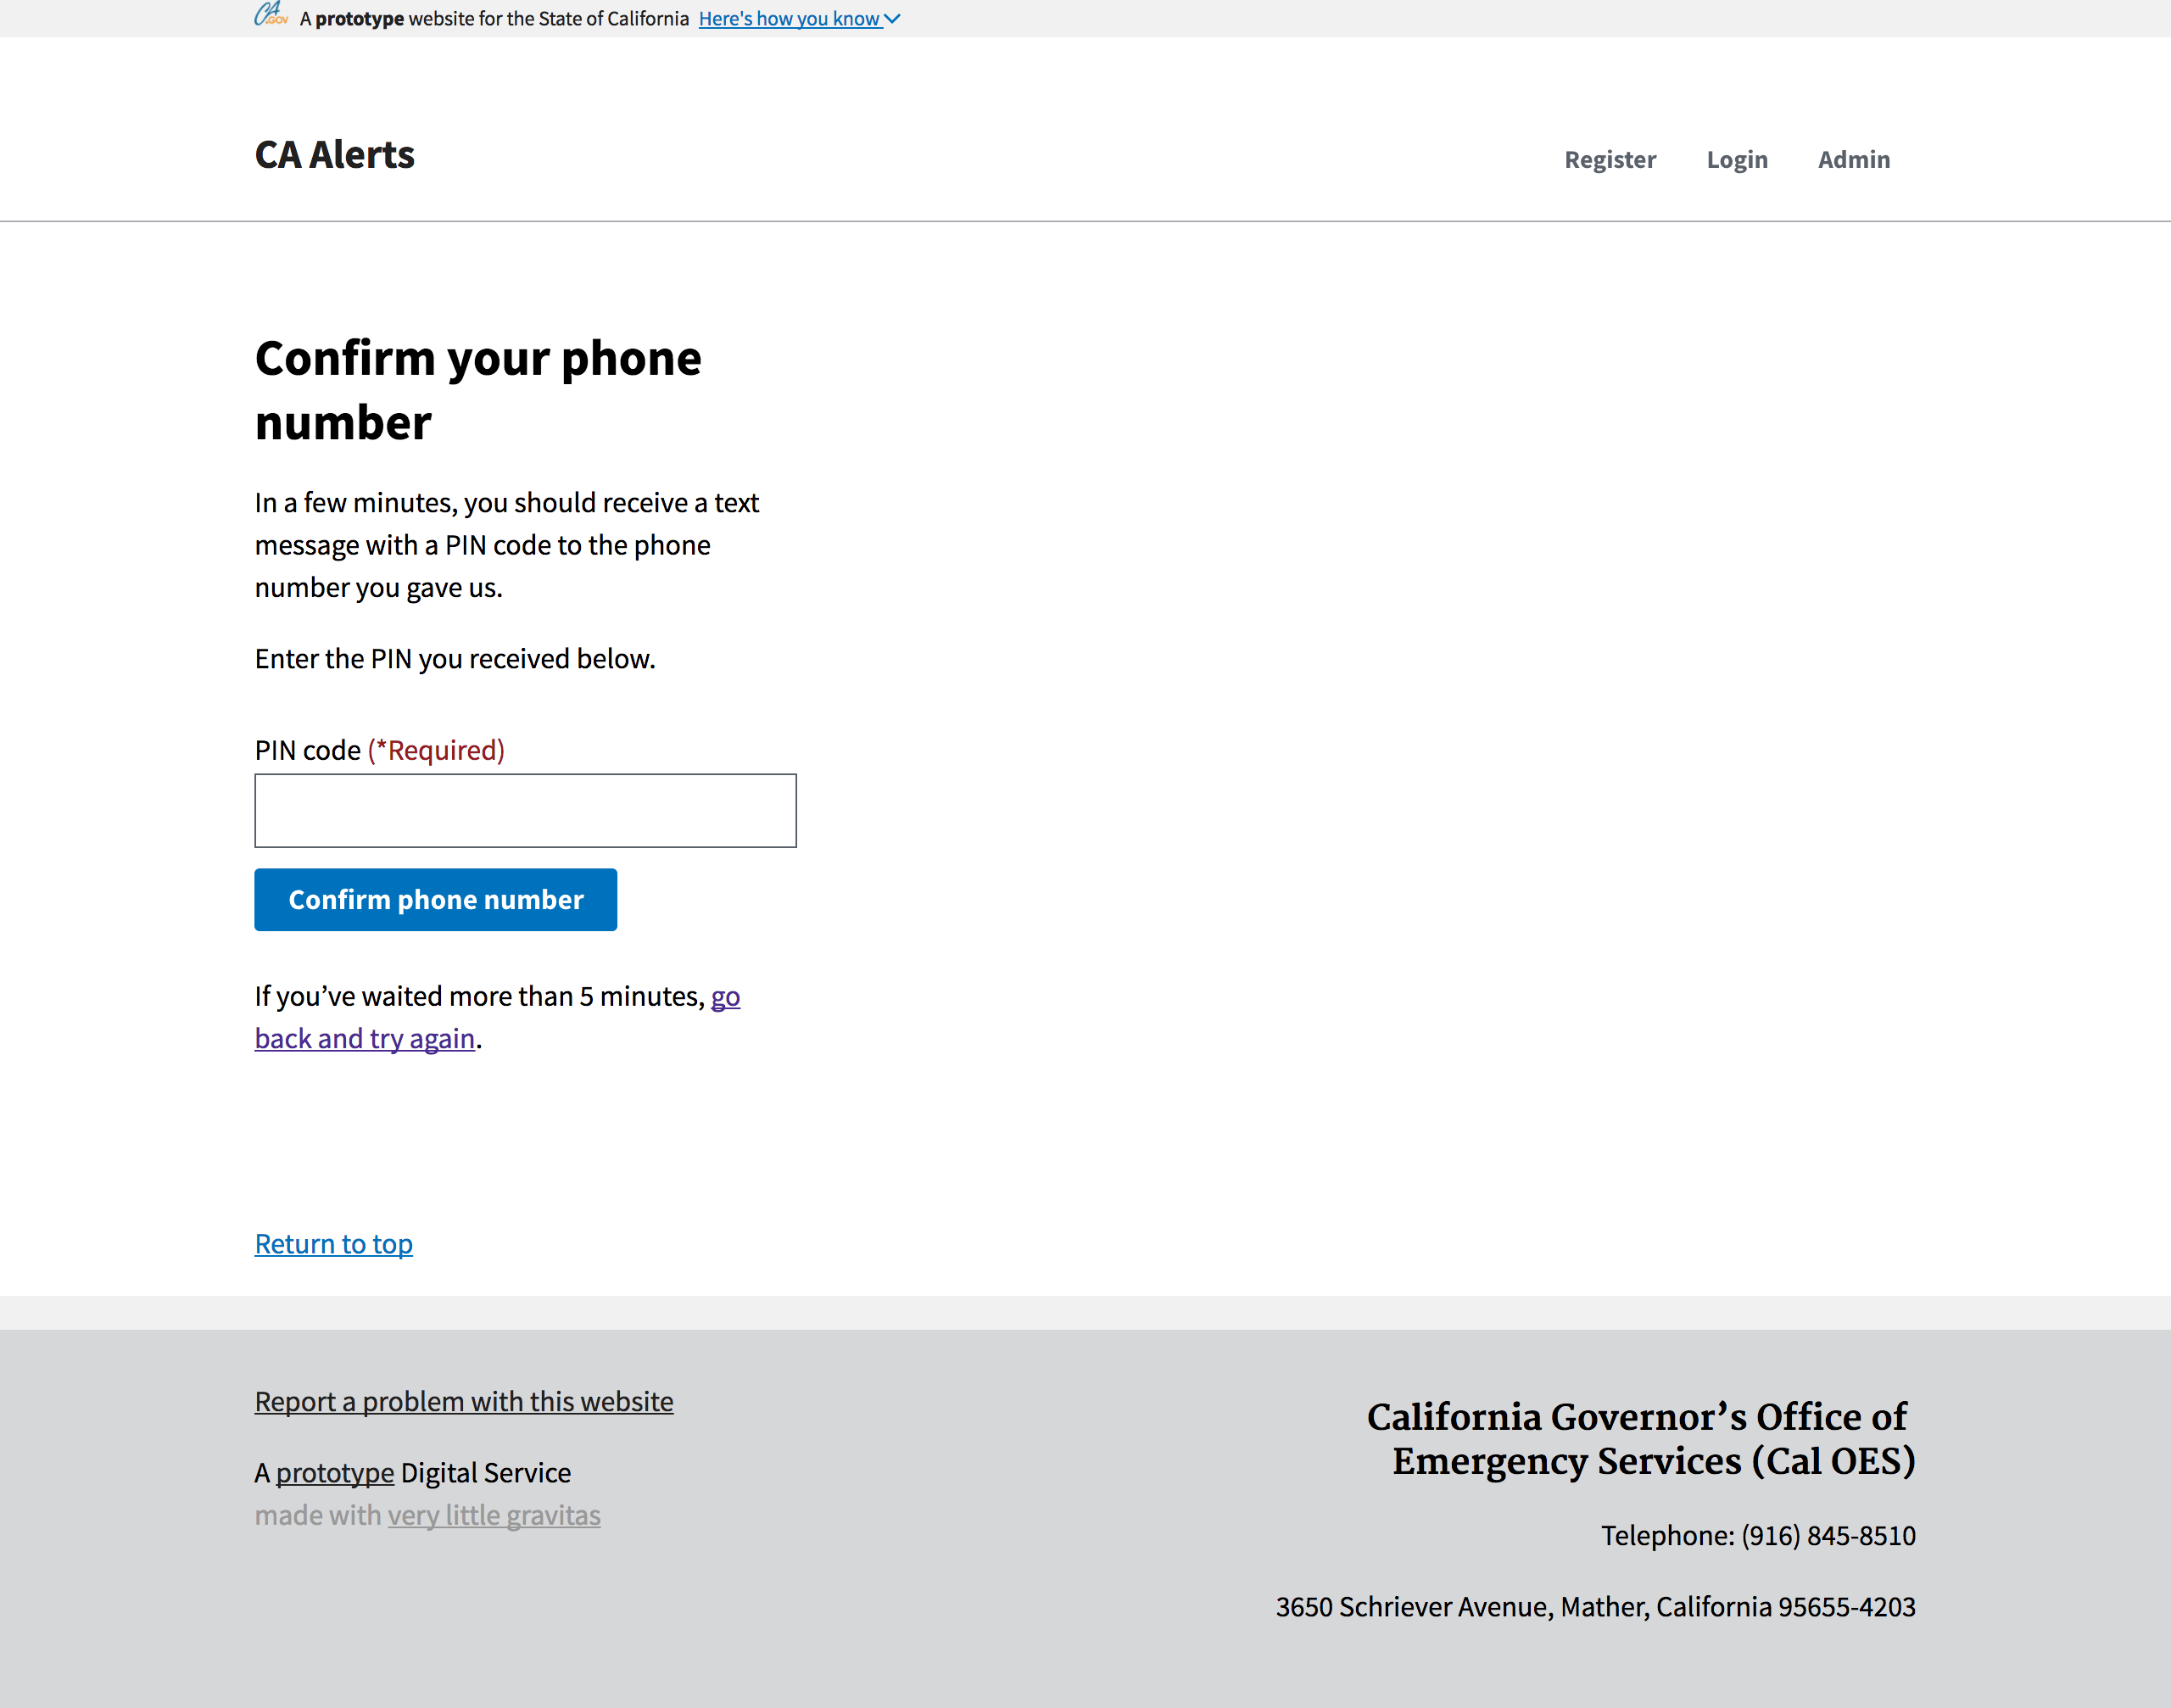 CA.GOV A prototype website for the State of California Here's how you know
CA Alerts
Register Login Admin
Confirm your phone
number
In a few minutes, you should receive a text
message with a PIN code to the phone
number you gave us.
Enter the PIN you received below.
PIN code (*Required)
Confirm phone number
If you’ve waited more than 5 minutes, go
back and try again.
Return to top
Report a problem with this website
A prototype Digital Service
made with very little gravitas
California Governor’s Office of
Emergency Services (Cal OES)
Telephone: (916) 845-8510
3650 Schriever Avenue, Mather, California 95655-4203